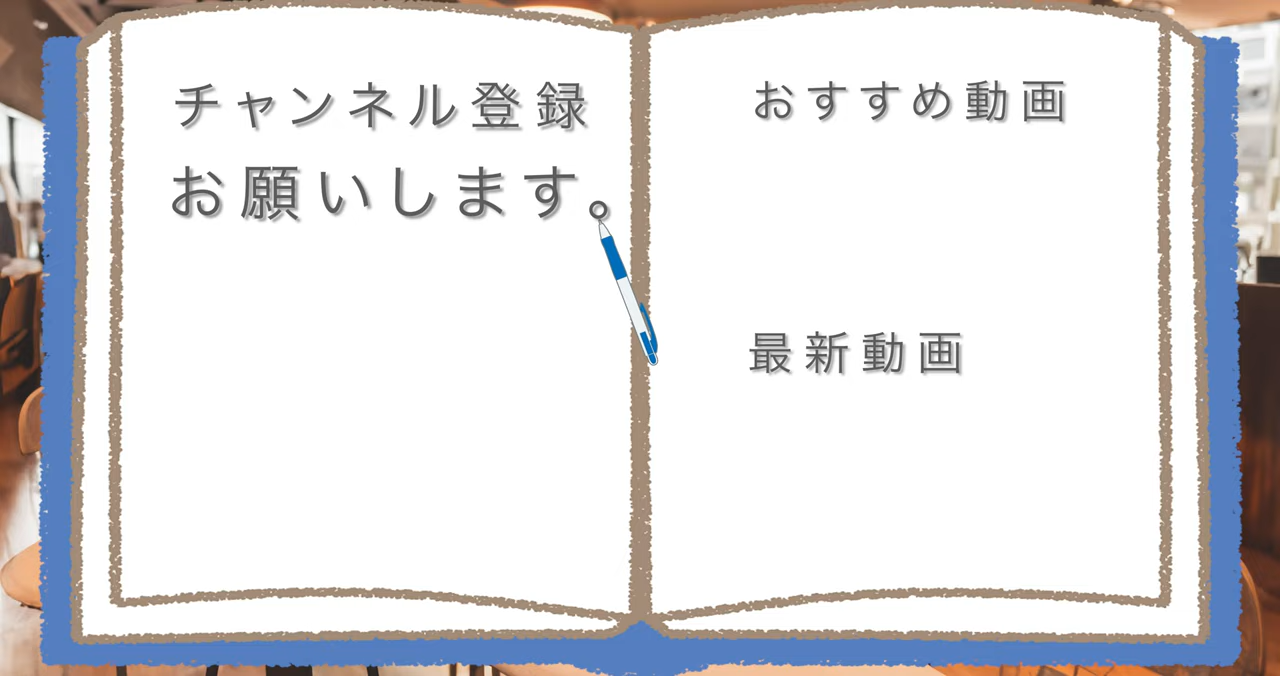 チャンネル登録
お願いします。
おすすめ動画
最新動画